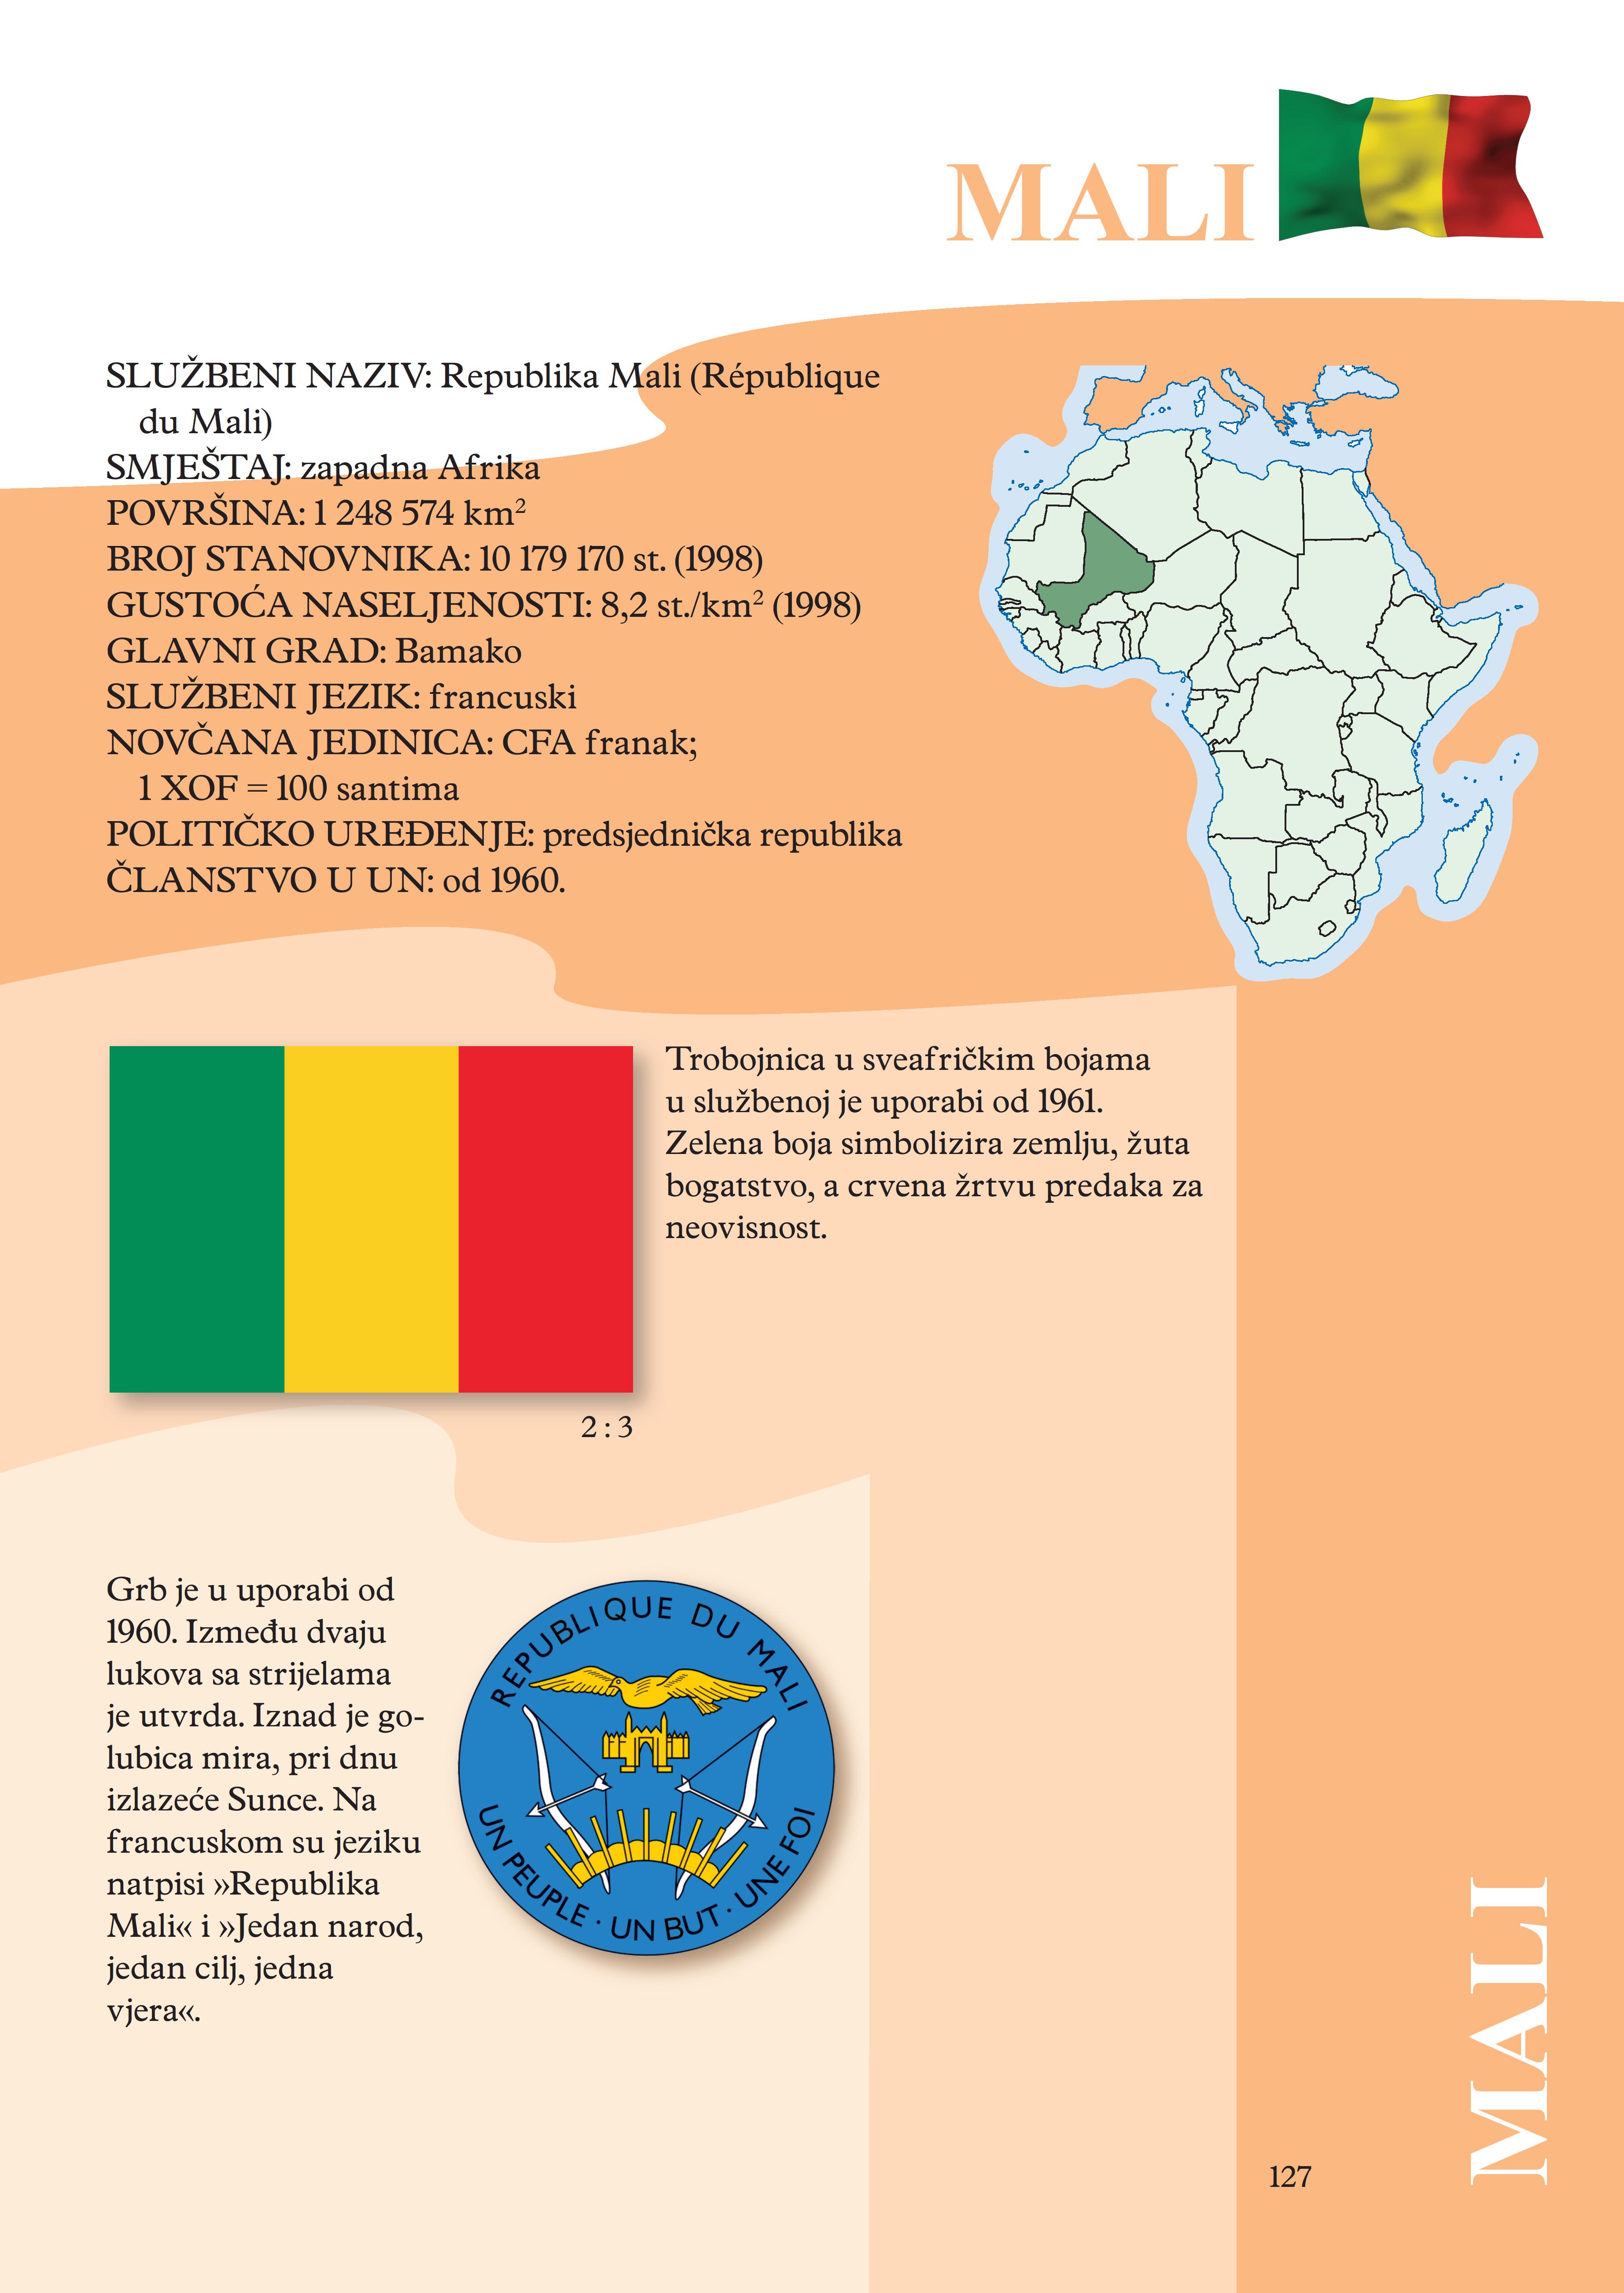 MALI
SLUŽBENI NAZIV: Republika Mali (République
du Mali)
SMJEŠTAJ: zapadna Afrika
POVRŠINA: 1 248 574 km²
BROJ STANOVNIKA: 10 179 170 st. (1998)
GUSTOĆA NASELJENOSTI: 8,2 st./km² (1998)
GLAVNI GRAD: Bamako
SLUŽBENI JEZIK: francuski
NOVČANA JEDINICA: CFA franak;
1 XOF = 100 santima
POLITIČKO UREĐENJE: predsjednička republika
ČLANSTVO U UN: od 1960.
Trobojnica u sveafričkim bojama
u službenoj je uporabi od 1961.
Zelena boja simbolizira zemlju, žuta
bogatstvo, a crvena žrtvu predaka za
neovisnost.
2 : 3
Grb je u uporabi od
1960. Između dvaju
lukova sa strijelama
je utvrda. Iznad je go-
lubica mira, pri dnu
izlazeće Sunce. Na
francuskom su jeziku
natpisi »Republika
Mali« i »Jedan narod,
jedan cilj, jedna
vjera«.
REPUBLIQUE DU MALI
UN PEUPLE · UN BUT · UNE FOI
MALI
127